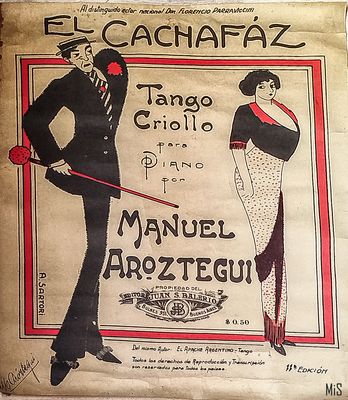 Al distinguido actor nacional Don FLORENCIO PARRAVICINI
EL CACHAFÁZ
Tango
Criollo
para
PIANO
por
MANUEL
AROZTEGUI
PROPIEDAD DEL
EDITOR JUAN S. BALERIO
BUENOS AIRES
$ 0.50
A. SARTORI
Del mismo Autor: EL APACHE ARGENTINO-Tango
Todos los derechos de Reproducción y Transcripción
son reservados para todos los países.
11ª EDICIÓN
MiS